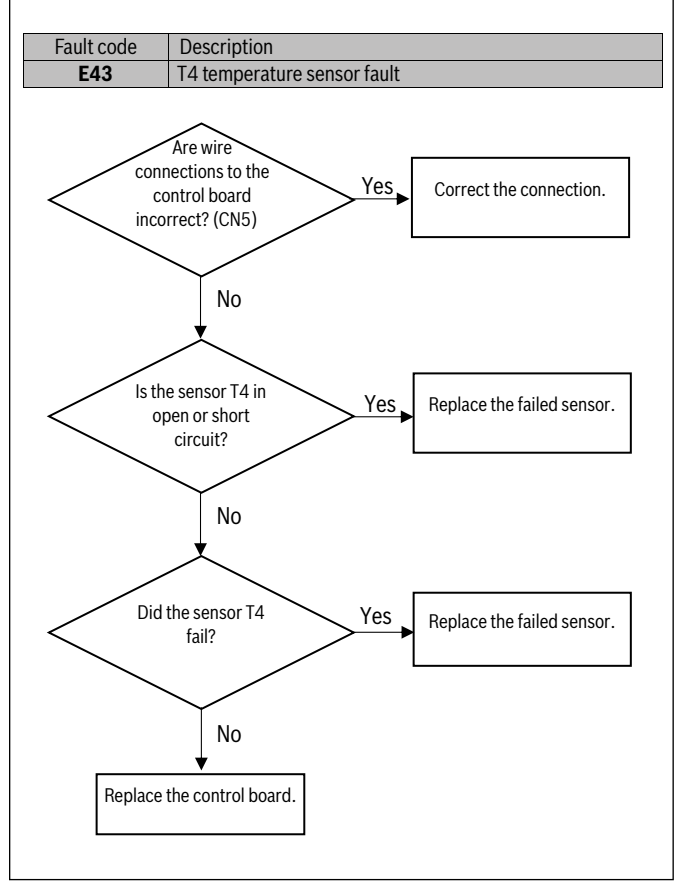 Fault code Description
E43 T4 temperature sensor fault
Are wire
connections to the
control board
incorrect? (CN5)
Yes
Correct the connection.
No
Is the sensor T4 in
open or short
circuit?
Yes
Replace the failed sensor.
No
Did the sensor T4
fail?
Yes
Replace the failed sensor.
No
Replace the control board.